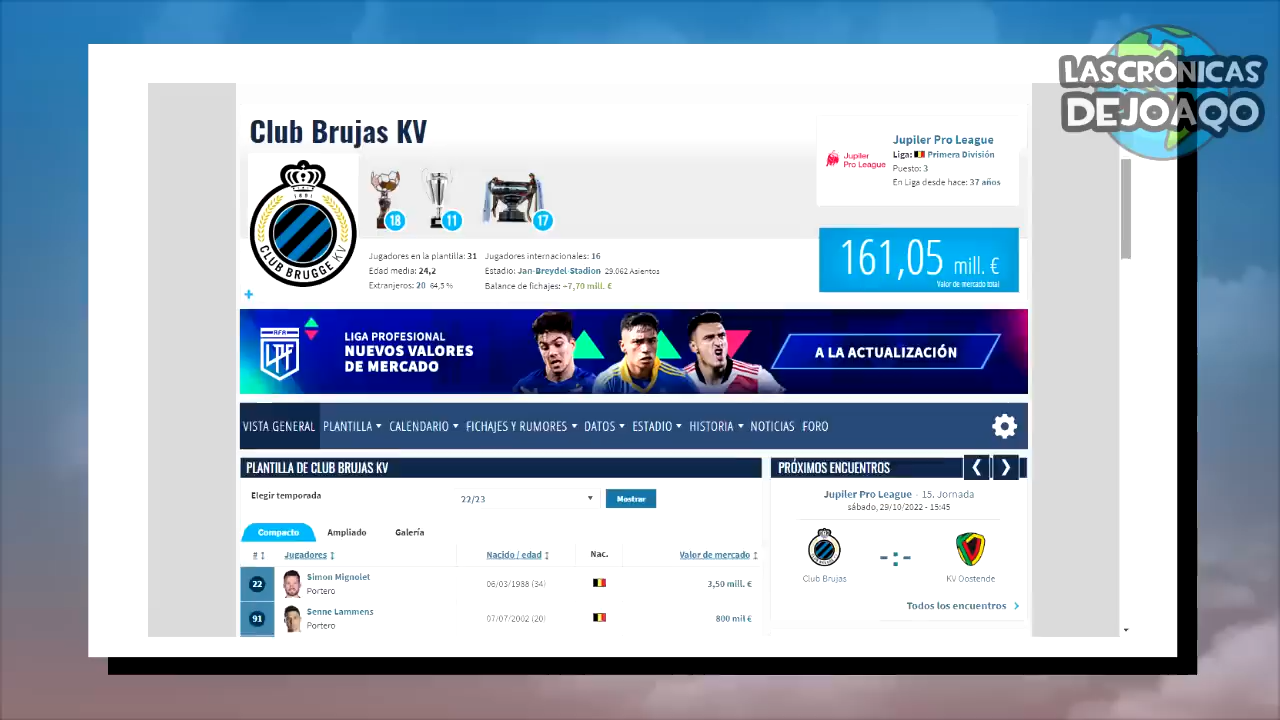 LAS CRÓNICAS
DE JOAQO
Club Brujas KV
Jupiler Pro League
Liga: Primera División
Puesto: 3
En Liga desde hace: 37 años
Jupiler
Pro League
1891
CLUB BRUGGE KV
18
11
17
Jugadores en la plantilla: 31
Edad media: 24,2
Extranjeros: 20 64,5 %
Jugadores internacionales: 16
Estadio: Jan-Breydel-Stadion 29.062 Asientos
Balance de fichajes: +7,70 mill. €
161,05 mill. €
Valor de mercado total
AFA
LPF
LIGA PROFESIONAL
NUEVOS VALORES
DE MERCADO
A LA ACTUALIZACIÓN
VISTA GENERAL PLANTILLA CALENDARIO FICHAJES Y RUMORES DATOS ESTADIO HISTORIA NOTICIAS FORO
PLANTILLA DE CLUB BRUJAS KV
Elegir temporada 22/23 Mostrar
Compacto Ampliado Galería
# Jugadores Nacido / edad Nac. Valor de mercado
22 Simon Mignolet 06/03/1988 (34) 3,50 mill. €
Portero
91 Senne Lammens 07/07/2002 (20) 800 mil €
Portero
PRÓXIMOS ENCUENTROS
Jupiler Pro League - 15. Jornada
sábado, 29/10/2022 - 15:45
-:-
Club Brujas KV Oostende
Todos los encuentros